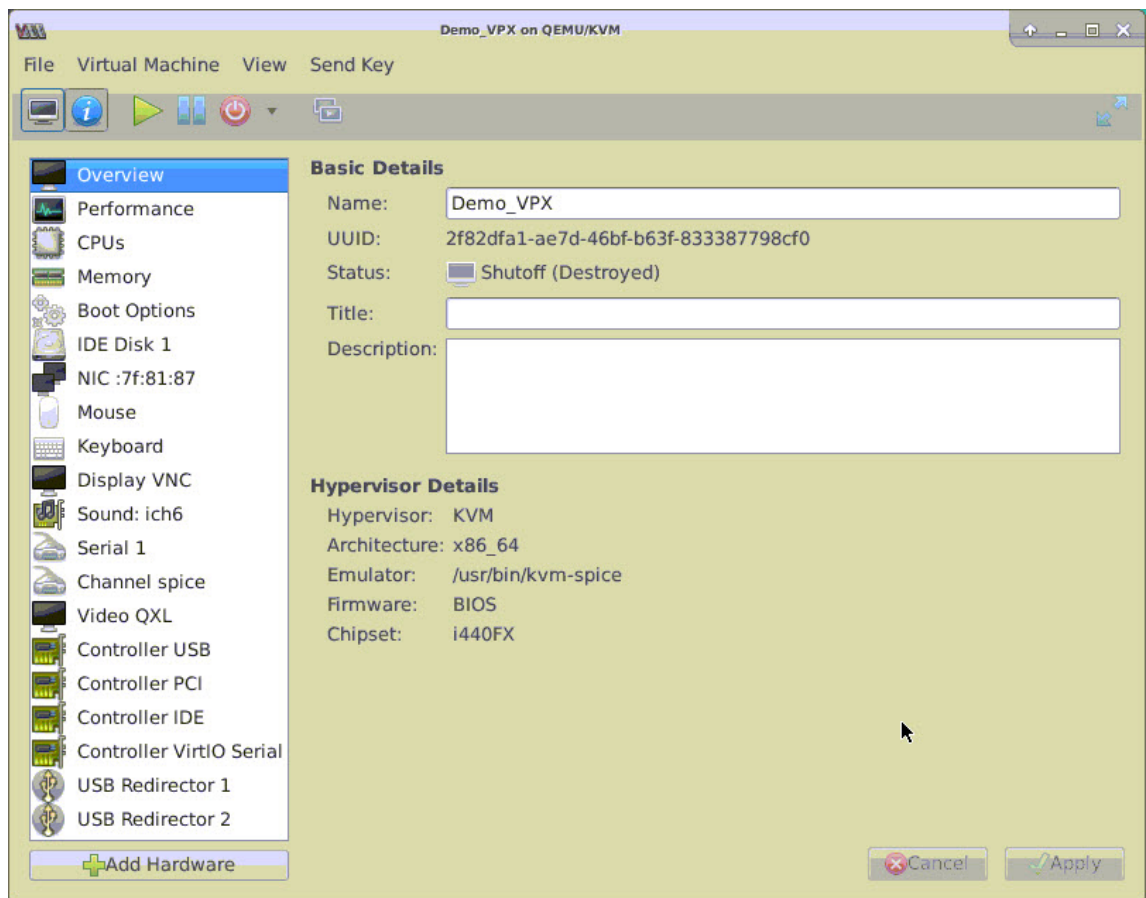 Demo_VPX on QEMU/KVM
File Virtual Machine View Send Key
Overview
Performance
CPUs
Memory
Boot Options
IDE Disk 1
NIC :7f:81:87
Mouse
Keyboard
Display VNC
Sound: ich6
Serial 1
Channel spice
Video QXL
Controller USB
Controller PCI
Controller IDE
Controller VirtIO Serial
USB Redirector 1
USB Redirector 2
Add Hardware
Basic Details
Name: Demo_VPX
UUID: 2f82dfa1-ae7d-46bf-b63f-833387798cf0
Status: Shutoff (Destroyed)
Title:
Description:
Hypervisor Details
Hypervisor: KVM
Architecture: x86_64
Emulator: /usr/bin/kvm-spice
Firmware: BIOS
Chipset: i440FX
Cancel Apply